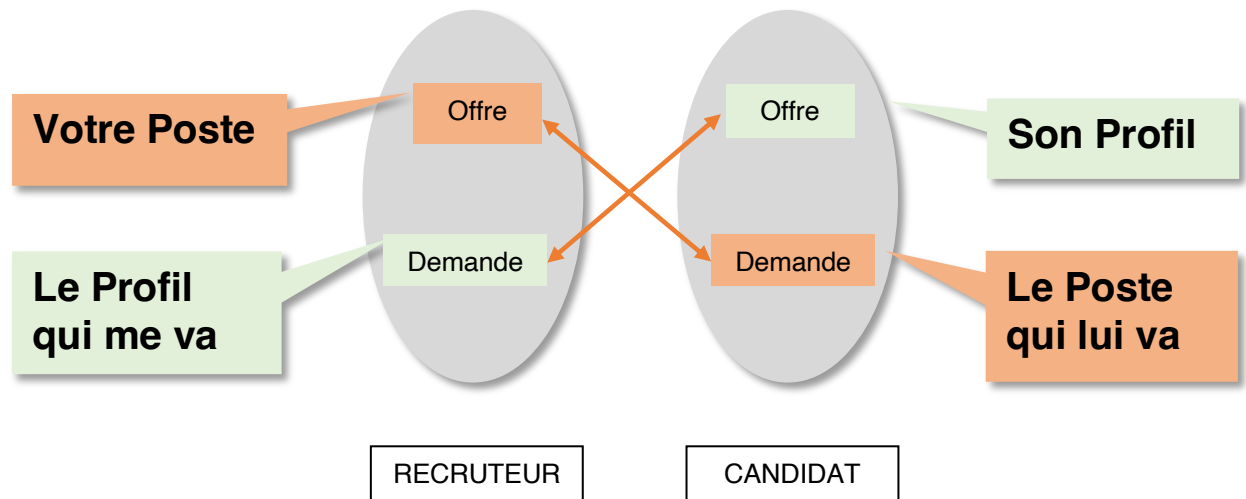 Votre Poste
Offre
Offre
Son Profil
Le Profil
qui me va
Demande
Demande
Le Poste
qui lui va
RECRUTEUR
CANDIDAT